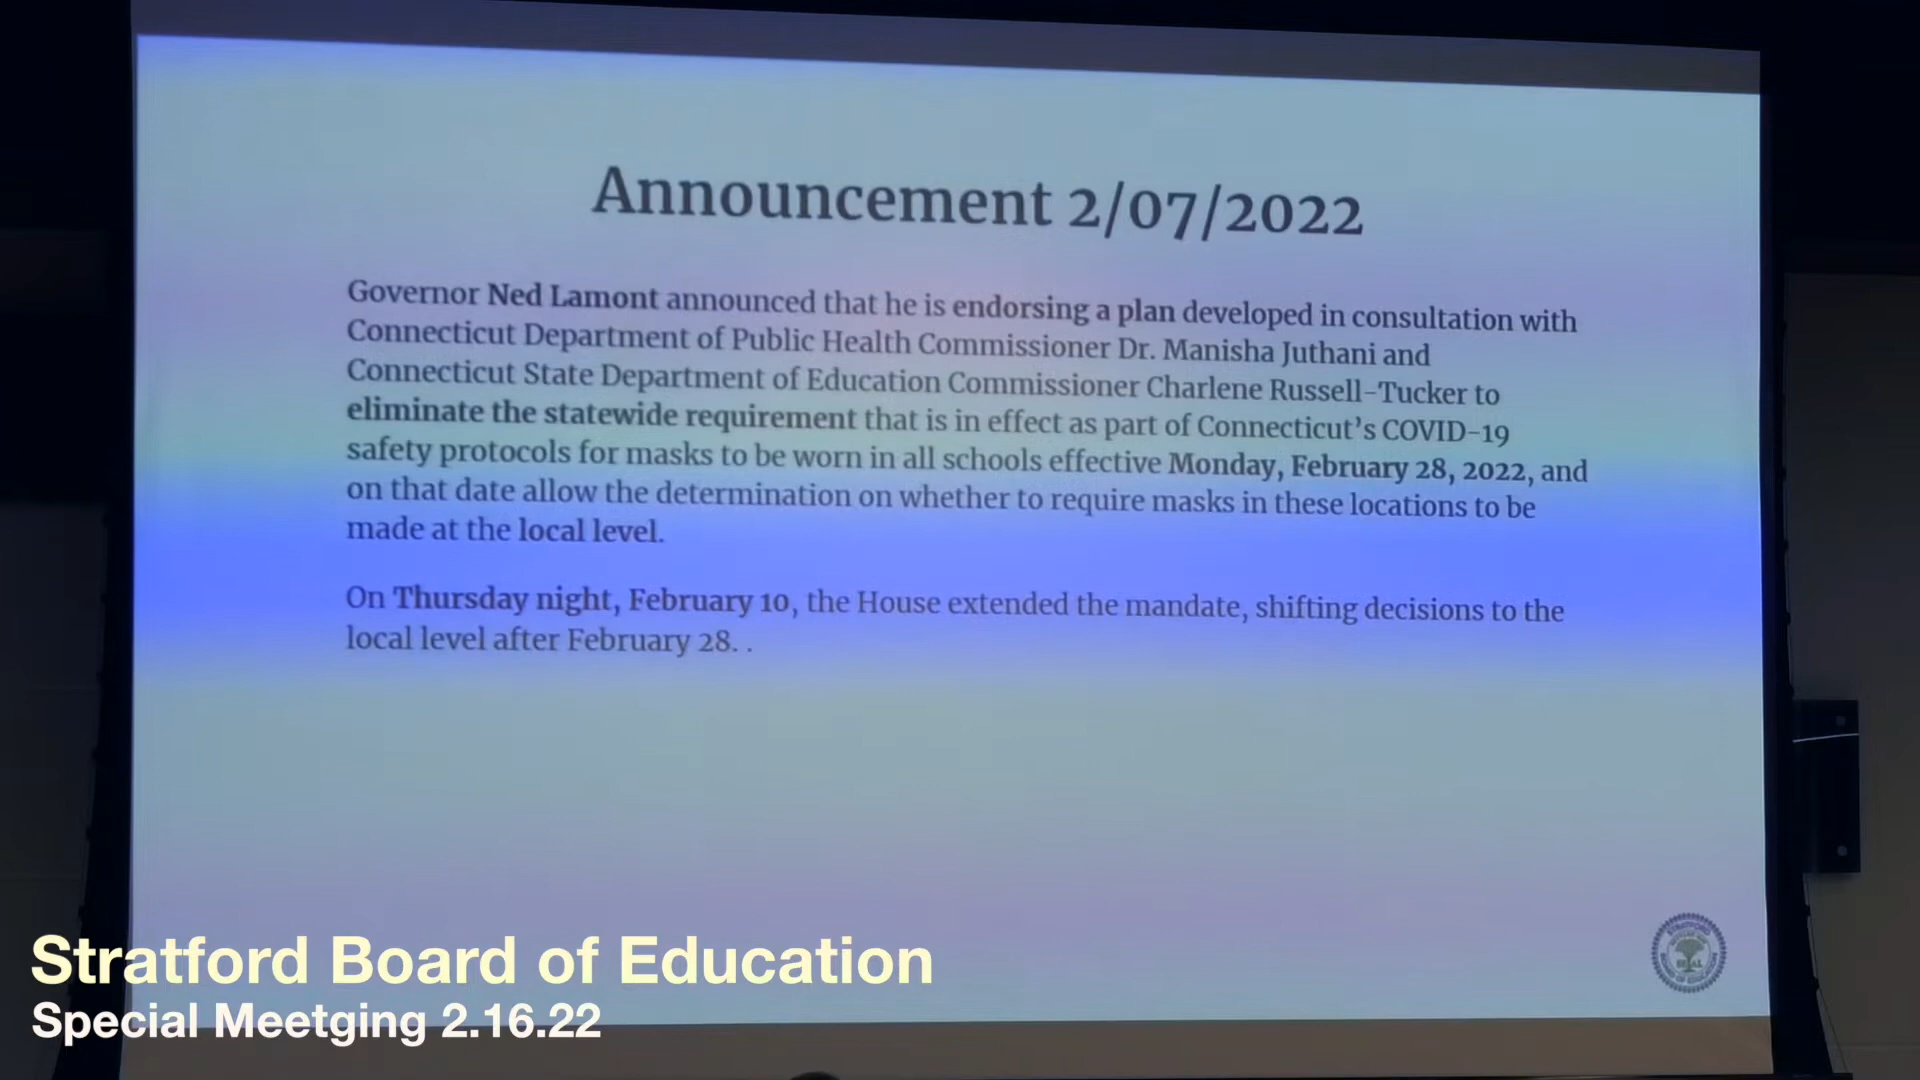 Announcement 2/07/2022
Governor Ned Lamont announced that he is endorsing a plan developed in consultation with
Connecticut Department of Public Health Commissioner Dr. Manisha Juthani and
Connecticut State Department of Education Commissioner Charlene Russell-Tucker to
eliminate the statewide requirement that is in effect as part of Connecticut's COVID-19
safety protocols for masks to be worn in all schools effective Monday, February 28, 2022, and
on that date allow the determination on whether to require masks in these locations to be
made at the local level.
On Thursday night, February 10, the House extended the mandate, shifting decisions to the
local level after February 28. .
STRATFORD
BOARD OF EDUCATION
Stratford Board of Education
Special Meetging 2.16.22